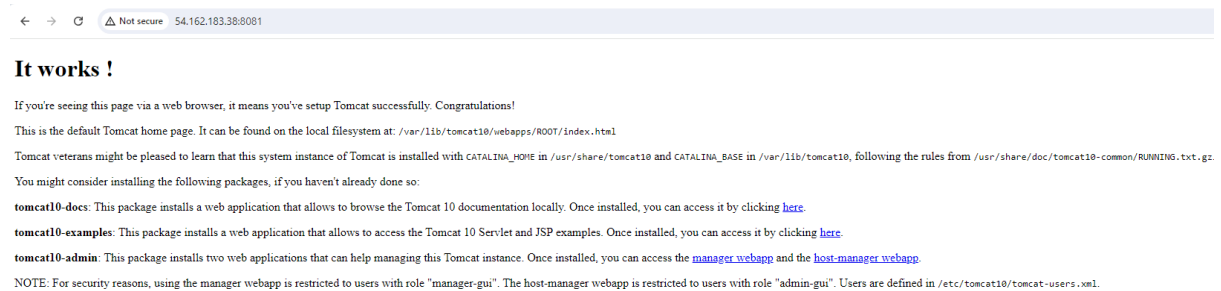 Not secure 54.162.183.38:8081
It works !
If you're seeing this page via a web browser, it means you've setup Tomcat successfully. Congratulations!
This is the default Tomcat home page. It can be found on the local filesystem at: /var/lib/tomcat10/webapps/ROOT/index.html
Tomcat veterans might be pleased to learn that this system instance of Tomcat is installed with CATALINA_HOME in /usr/share/tomcat10 and CATALINA_BASE in /var/lib/tomcat10, following the rules from /usr/share/doc/tomcat10-common/RUNNING.txt.gz.
You might consider installing the following packages, if you haven't already done so:
tomcat10-docs: This package installs a web application that allows to browse the Tomcat 10 documentation locally. Once installed, you can access it by clicking here.
tomcat10-examples: This package installs a web application that allows to access the Tomcat 10 Servlet and JSP examples. Once installed, you can access it by clicking here.
tomcat10-admin: This package installs two web applications that can help managing this Tomcat instance. Once installed, you can access the manager webapp and the host-manager webapp.
NOTE: For security reasons, using the manager webapp is restricted to users with role "manager-gui". The host-manager webapp is restricted to users with role "admin-gui". Users are defined in /etc/tomcat10/tomcat-users.xml.